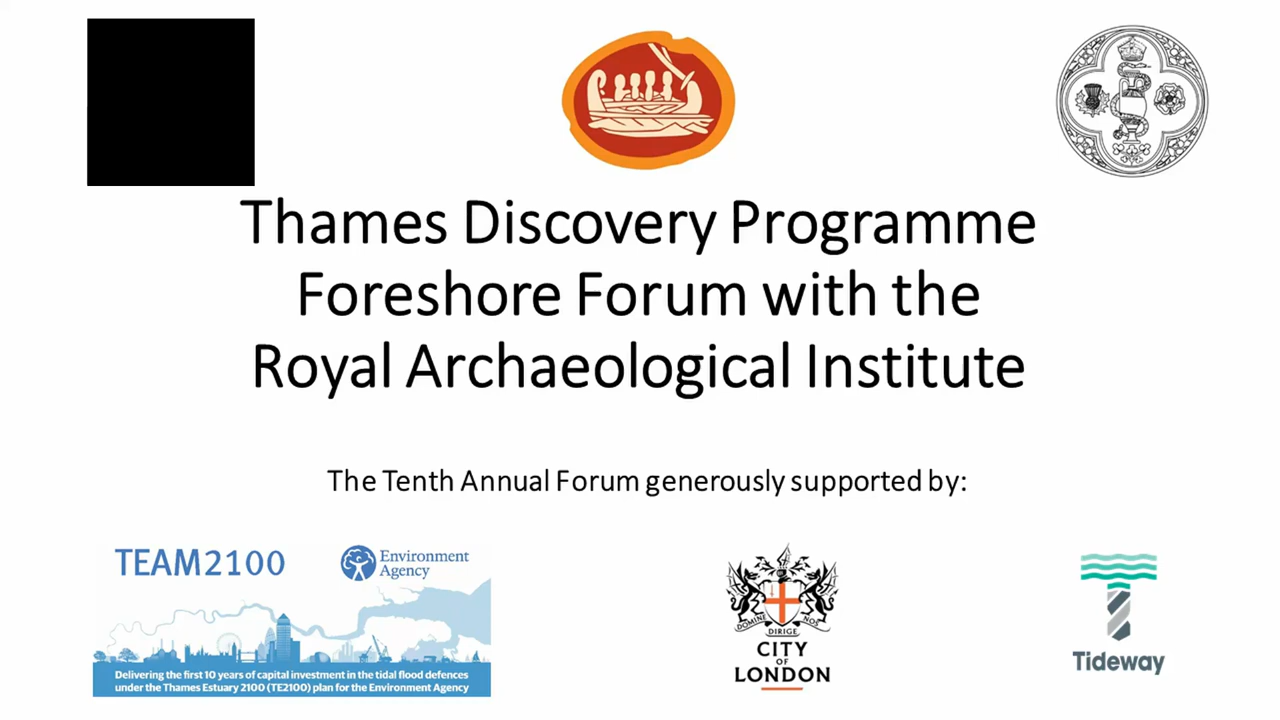 Thames Discovery Programme
Foreshore Forum with the
Royal Archaeological Institute
The Tenth Annual Forum generously supported by:
TEAM2100
Environment
Agency
Delivering the first 10 years of capital investment in the tidal flood defences
under the Thames Estuary 2100 (TE2100) plan for the Environment Agency
DOMINE NOS
DIRIGE
CITY
OF
LONDON
Tideway